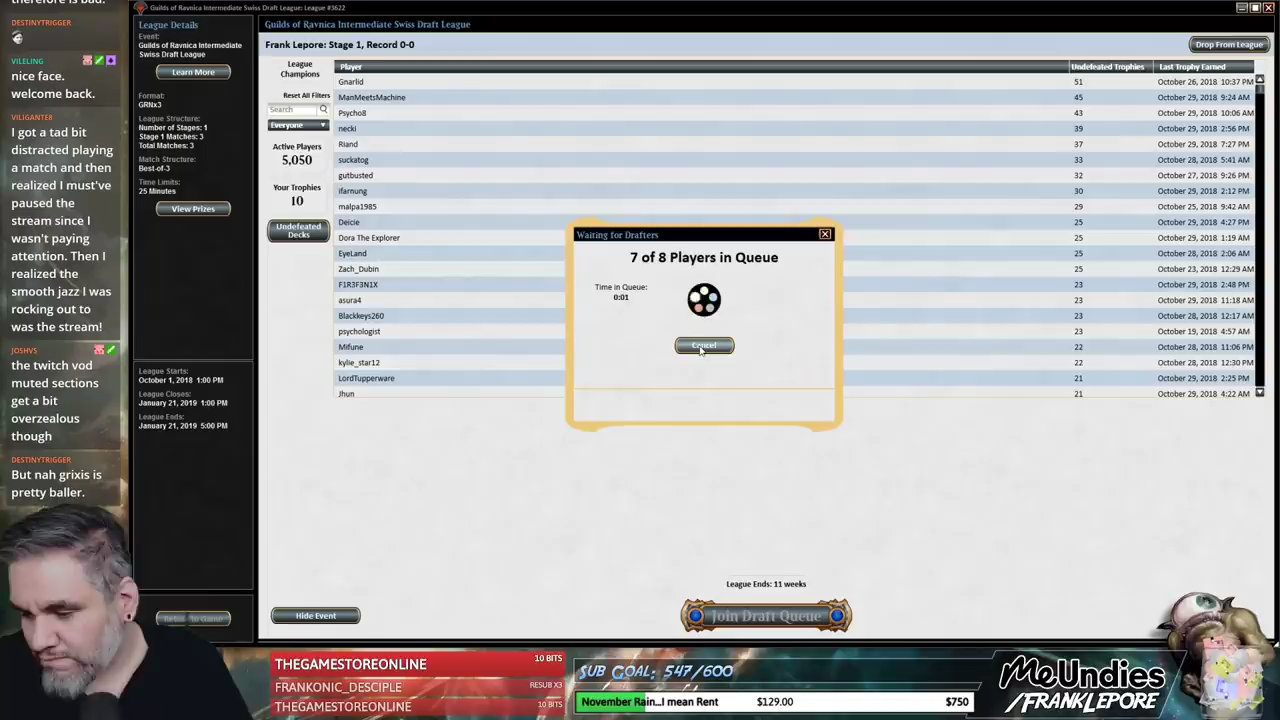 therefore is bad.
DESTINYTRIGGER
VILELING
nice face.
welcome back.
VILIGANTER
I got a tad bit
distracted playing
a match and then
realized I must've
paused the
stream since I
wasn't paying
attention. Then I
realized the
smooth jazz I was
rocking out to
was the stream!
JOSHVS
the twitch vod
muted sections
get a bit
overzealous
though
DESTINYTRIGGER
But nah grixis is
pretty baller.
Guilds of Ravnica Intermediate Swiss Draft League: League #3622
League Details
Event:
Guilds of Ravnica Intermediate
Swiss Draft League
Learn More
Format:
GRNx3
League Structure:
Number of Stages: 1
Stage 1 Matches: 3
Total Matches: 3
Match Structure:
Best-of-3
Time Limits:
25 Minutes
View Prizes
League Starts:
October 1, 2018 1:00 PM
League Closes:
January 21, 2019 1:00 PM
League Ends:
January 21, 2019 5:00 PM
Guilds of Ravnica Intermediate Swiss Draft League
Frank Lepore: Stage 1, Record 0-0
Drop From League
League
Champions
Reset All Filters
Search
Everyone
Active Players
5,050
Your Trophies
10
Undefeated
Decks
Player Undefeated Trophies Last Trophy Earned
Gnarlid 51 October 26, 2018 10:37 PM
ManMeetsMachine 45 October 29, 2018 9:24 AM
Psycho8 43 October 29, 2018 10:06 AM
necki 39 October 29, 2018 2:56 PM
Riand 37 October 29, 2018 7:27 PM
suckatog 33 October 28, 2018 5:41 AM
gutbusted 32 October 27, 2018 9:26 PM
ifarnung 30 October 29, 2018 2:12 PM
malpa1985 29 October 25, 2018 9:42 AM
Deicie 25 October 29, 2018 4:27 PM
Dora The Explorer 25 October 29, 2018 1:19 AM
EyeLand 25 October 28, 2018 2:06 AM
Zach_Dubin 25 October 23, 2018 12:29 AM
F1R3F3N1X 23 October 29, 2018 2:48 PM
asura4 23 October 29, 2018 11:18 AM
Blackkeys260 23 October 28, 2018 12:17 AM
psychologist 23 October 19, 2018 4:57 AM
Mifune 22 October 28, 2018 11:06 PM
kylie_star12 22 October 28, 2018 12:30 PM
LordTupperware 21 October 29, 2018 2:25 PM
Jhun 21 October 29, 2018 4:22 AM
Waiting for Drafters
7 of 8 Players in Queue
Time in Queue:
0:01
Cancel
League Ends: 11 weeks
Hide Event
Join Draft Queue
THEGAMESTOREONLINE 10 BITS
FRANKONIC_DESCIPLE RESUB X3
THEGAMESTOREONLINE 10 BITS
SUB GOAL: 547/600
November Rain...I mean Rent $129.00 $750
MeUndies
/FRANKLEPORE